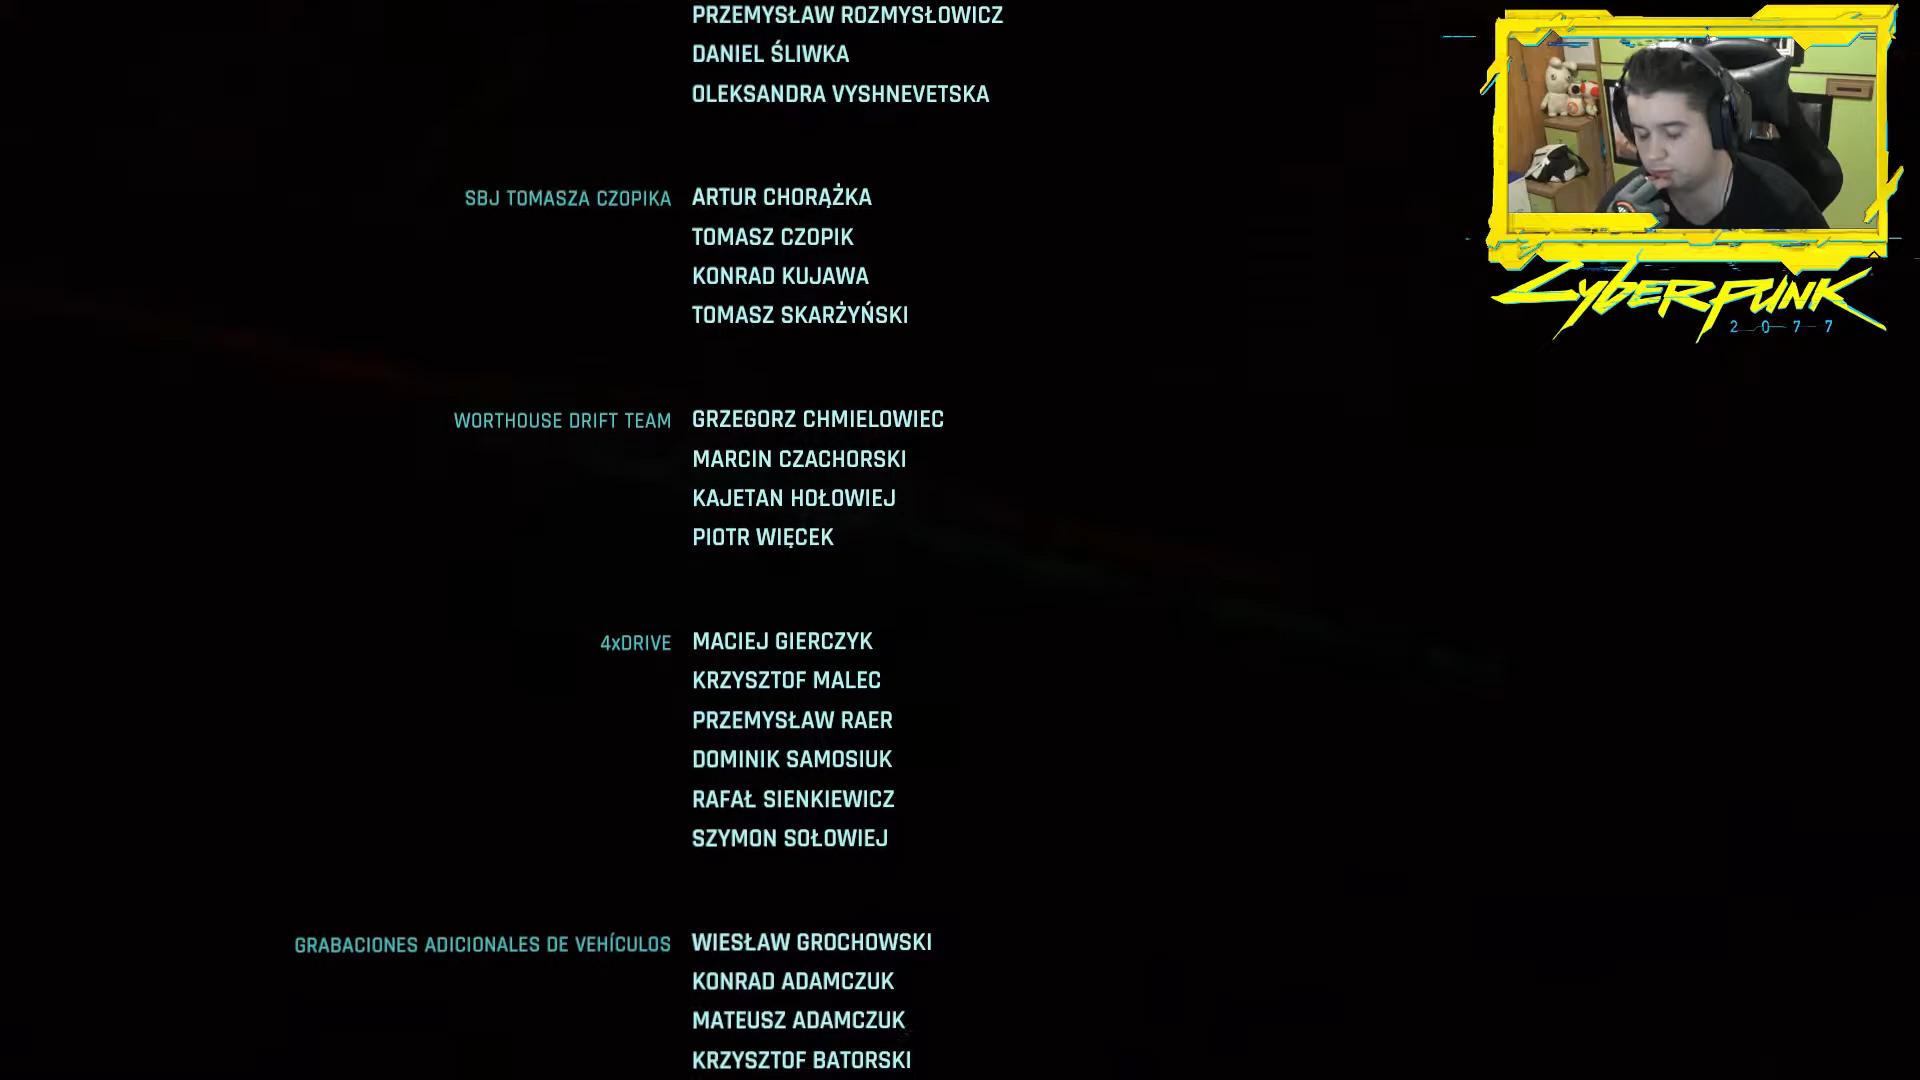 PRZEMYSŁAW ROZMYSŁOWICZ
DANIEL ŚLIWKA
OLEKSANDRA VYSHNEVETSKA
SBJ TOMASZA CZOPIKA ARTUR CHORĄŻKA
TOMASZ CZOPIK
KONRAD KUJAWA
TOMASZ SKARŻYŃSKI
WORTHOUSE DRIFT TEAM GRZEGORZ CHMIELOWIEC
MARCIN CZACHORSKI
KAJETAN HOŁOWIEJ
PIOTR WIĘCEK
4xDRIVE MACIEJ GIERCZYK
KRZYSZTOF MALEC
PRZEMYSŁAW RAER
DOMINIK SAMOSIUK
RAFAŁ SIENKIEWICZ
SZYMON SOŁOWIEJ
GRABACIONES ADICIONALES DE VEHÍCULOS WIESŁAW GROCHOWSKI
KONRAD ADAMCZUK
MATEUSZ ADAMCZUK
KRZYSZTOF BATORSKI
Cyberpunk
2077